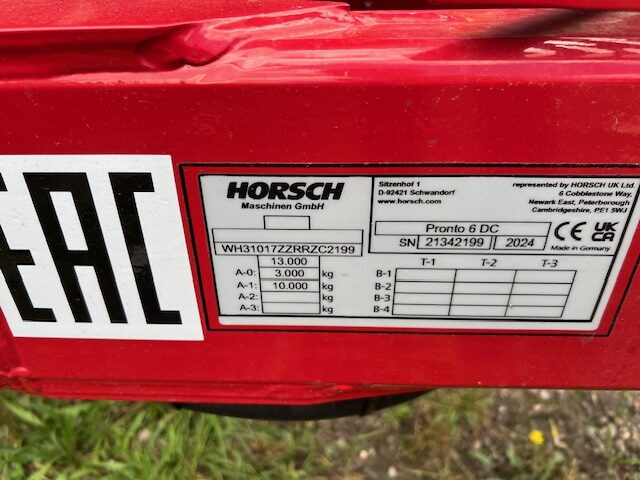 EAC
HORSCH
Maschinen GmbH
Sitzenhof 1
D-92421 Schwandorf
www.horsch.com
represented by HORSCH UK Ltd.
6 Cobblestone Way,
Newark East, Peterborough
Cambridgeshire, PE1 5WJ
WH31017ZZRRZC2199
13.000
A-0: 3.000 kg
A-1: 10.000 kg
A-2: kg
A-3: kg
Pronto 6 DC
SN 21342199 2024
CE UK CA
Made in Germany
T-1 T-2 T-3
B-1
B-2
B-3
B-4